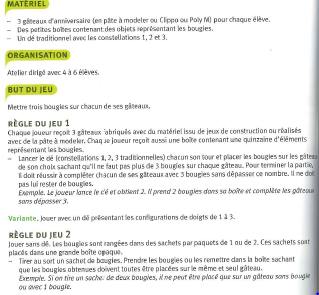 MATÉRIEL
– 3 gâteaux d'anniversaire (en pâte à modeler ou Clippo ou Poly M) pour chaque élève.
– Des petites boîtes contenant des objets représentant les bougies.
– Un dé traditionnel avec les constellations 1, 2 et 3.
ORGANISATION
Atelier dirigé avec 4 à 6 élèves.
BUT DU JEU
Mettre trois bougies sur chacun de ses gâteaux.
RÈGLE DU JEU 1
Chaque joueur reçoit 3 gâteaux fabriqués avec du matériel issu de jeux de construction ou réalisés
avec de la pâte à modeler. Chaque joueur reçoit aussi une boîte contenant une quinzaine d'éléments
représentant les bougies.
– Lancer le dé (constellations 1, 2, 3 traditionnelles) chacun son tour et placer les bougies sur les gâteau
de son choix sachant qu'il ne faut pas plus de 3 bougies sur chaque gâteau. Pour terminer la partie,
il doit réussir à compléter chacun de ses gâteaux avec 3 bougies sans dépasser ce nombre. Il ne doit
pas lui rester de bougies.
Exemple. Le joueur lance le dé et obtient 2. Il prend 2 bougies dans sa boîte et complète les gâteaux
sans dépasser 3.
Variante. Jouer avec un dé présentant les configurations de doigts de 1 à 3.
RÈGLE DU JEU 2
Jouer sans dé. Les bougies sont rangées dans des sachets par paquets de 1 ou de 2. Ces sachets sont
placés dans une grande boîte opaque.
– Tirer au sort un sachet de bougies. Prendre les bougies ou les remettre dans la boîte sachant
que les bougies obtenues doivent toutes être placées sur le même et seul gâteau.
Exemple. Si on tire un sachet de deux bougies, il ne peut être placé que sur un gâteau sans bougie
ou avec 1 bougie.